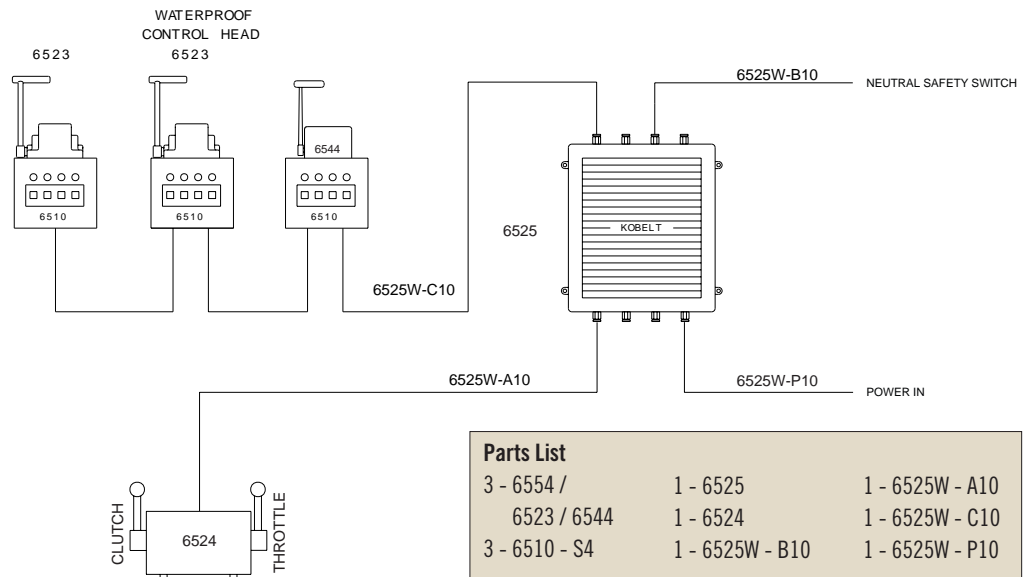 WATERPROOF
CONTROL HEAD
6523
6523
6544
6510
6510
6510
6525W-B10
NEUTRAL SAFETY SWITCH
6525
KOBELT
6525W-C10
6525W-A10
6525W-P10
POWER IN
CLUTCH
6524
THROTTLE
Parts List
3 - 6554 /
6523 / 6544
3 - 6510 - S4
1 - 6525
1 - 6524
1 - 6525W - B10
1 - 6525W - A10
1 - 6525W - C10
1 - 6525W - P10